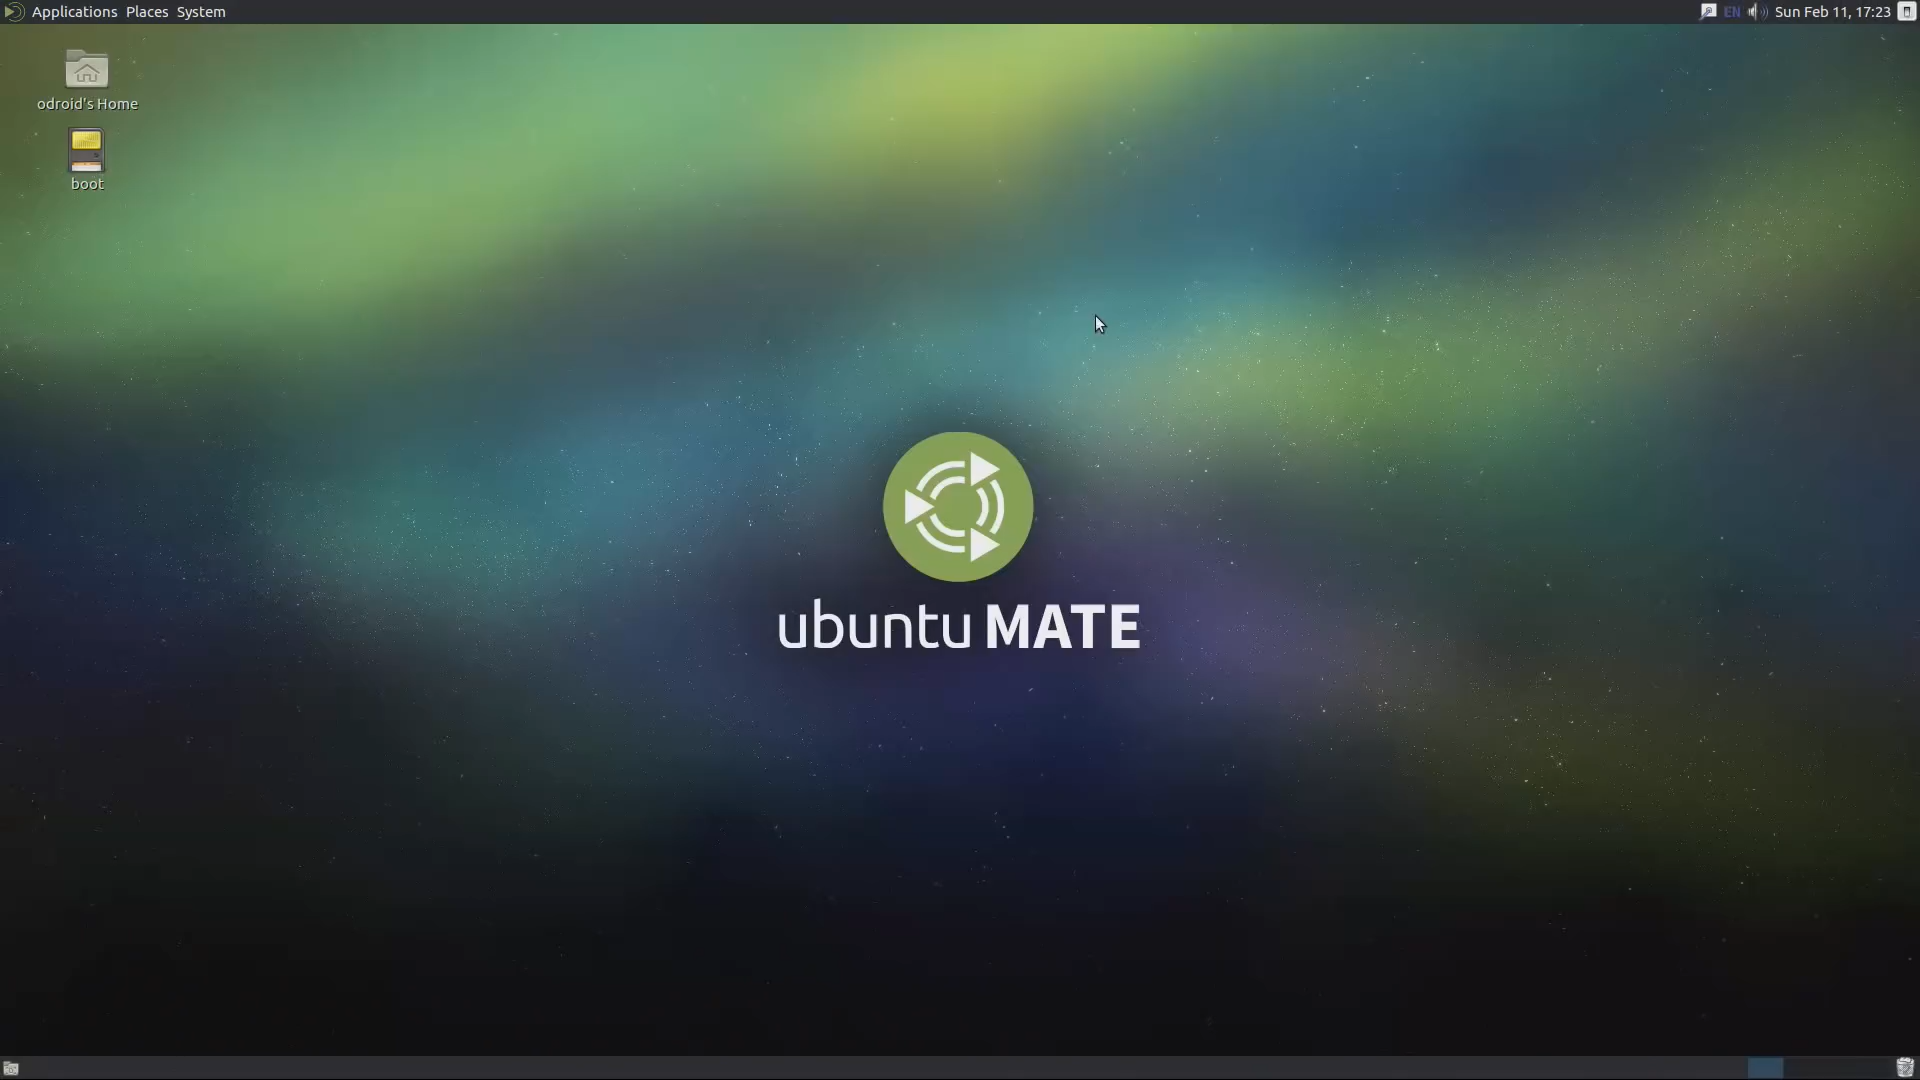 Applications Places System
EN Sun Feb 11, 17:23
odroid's Home
boot
ubuntu MATE